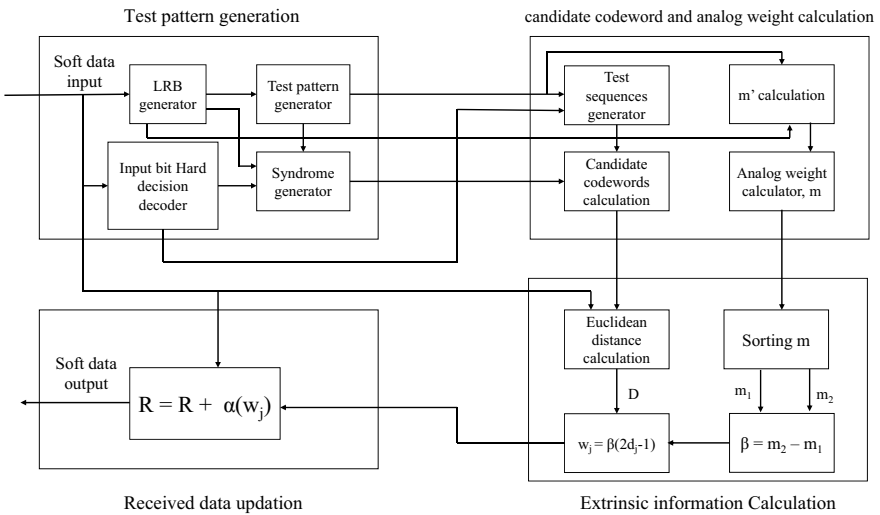 Test pattern generation
candidate codeword and analog weight calculation
Soft data
input
LRB
generator
Test pattern
generator
Input bit Hard
decision
decoder
Syndrome
generator
Test
sequences
generator
m' calculation
Candidate
codewords
calculation
Analog weight
calculator, m
Euclidean
distance
calculation
Sorting m
D
m₁
m₂
wⱼ = β(2dⱼ-1)
β = m₂ – m₁
Soft data
output
R = R + α(wⱼ)
Received data updation
Extrinsic information Calculation